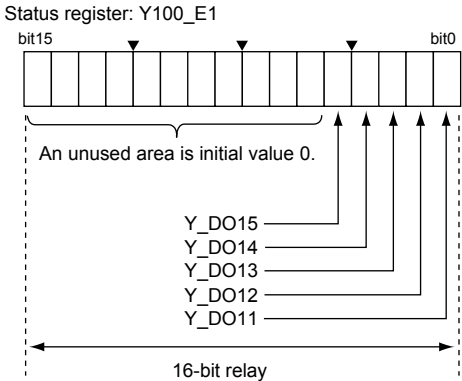 Status register: Y100_E1
bit15 bit0
An unused area is initial value 0.
Y_DO15
Y_DO14
Y_DO13
Y_DO12
Y_DO11
16-bit relay